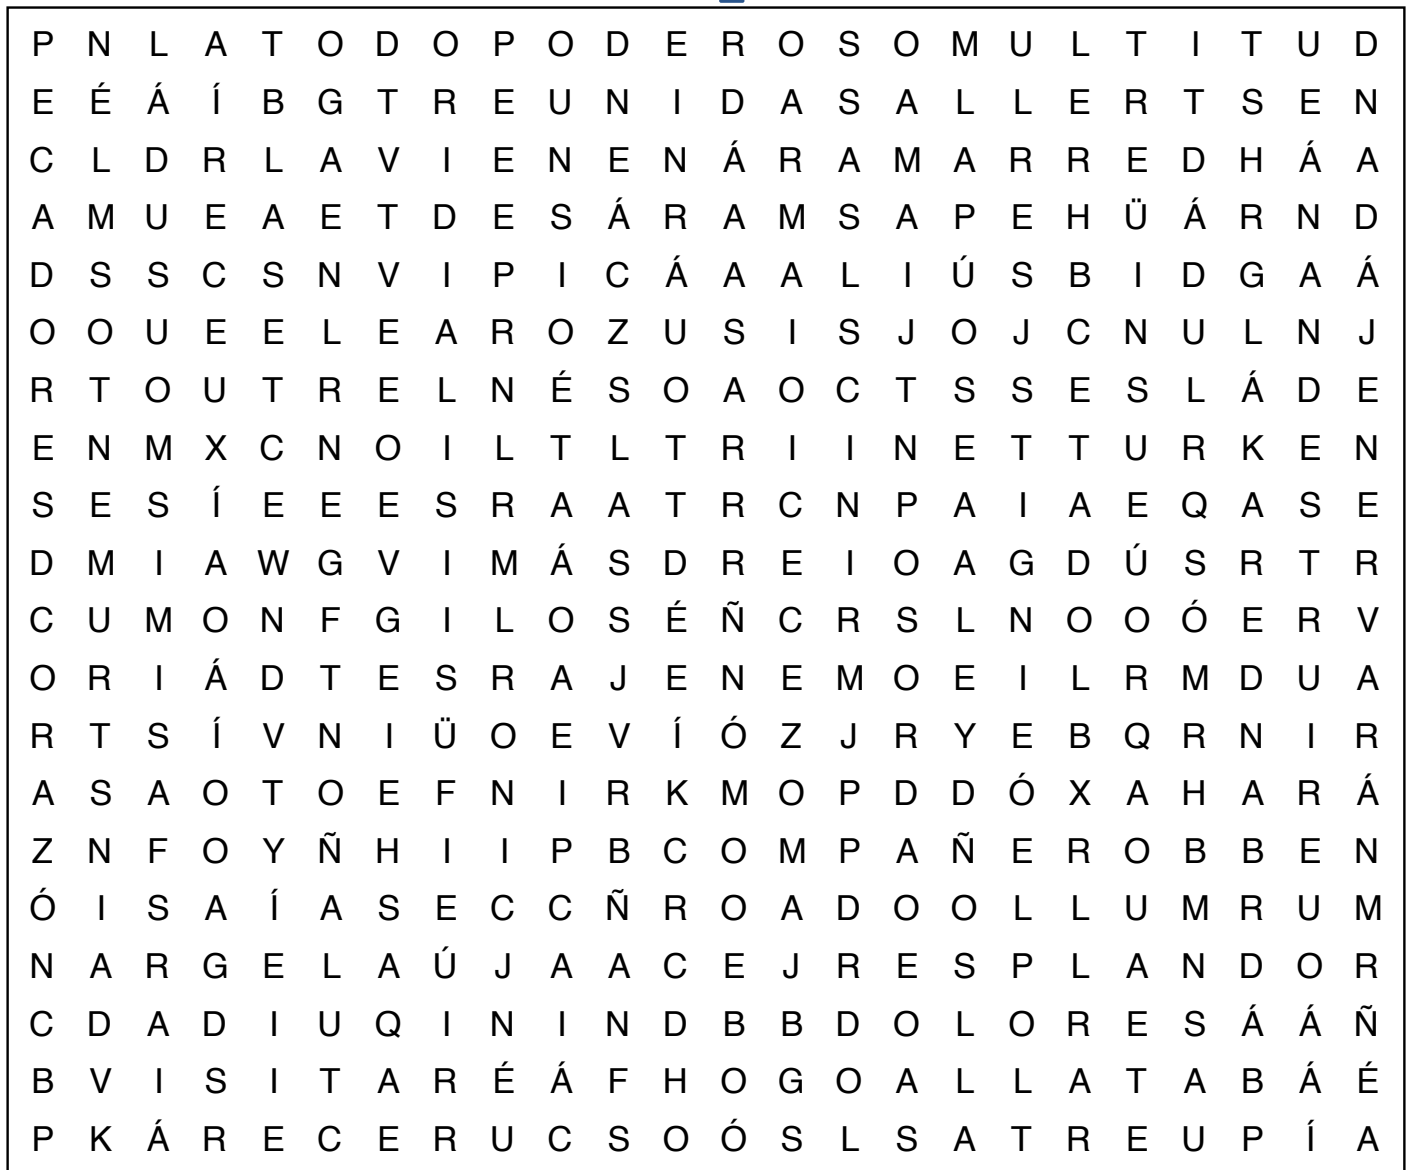 P N L A T O D O P O D E R O S O M U L T I T U D
E É Á Í B G T R E U N I D A S A L L E R T S E N
C L D R L A V I E N E N Á R A M A R R E D H Á A
A M U E A E T D E S Á R A M S A P E H Ü Á R N D
D S S C S N V I P I C Á A A L I Ú S B I D G A Á
O O U E E L E A R O Z U S I S J O J C N U L N J
R T O U T R E L N É S O A O C T S S E S L Á D E
E N M X C N O I L T L T R I I N E T T U R K E N
S E S Í E E E S R A A T R C N P A I A E Q A S E
D M I A W G V I M Á S D R E I O A G D Ú S R T R
C U M O N F G I L O S É Ñ C R S L N O O Ó E R V
O R I Á D T E S R A J E N E M O E I L R M D U A
R T S Í V N I Ü O E V Í Ó Z J R Y E B Q R N I R
A S A O T O E F N I R K M O P D D Ó X A H A R Á
Z N F O Y Ñ H I I P B C O M P A Ñ E R O B B E N
Ó I S A Í A S E C C Ñ R O A D O O L L U M R U M
N A R G E L A Ú J A A C E J R E S P L A N D O R
C D A D I U Q I N I N D B B D O L O R E S Á Á Ñ
B V I S I T A R É Á F H O G O A L L A T A B Á É
P K Á R E C E R U C S O Ó S L S A T R E U P Í A